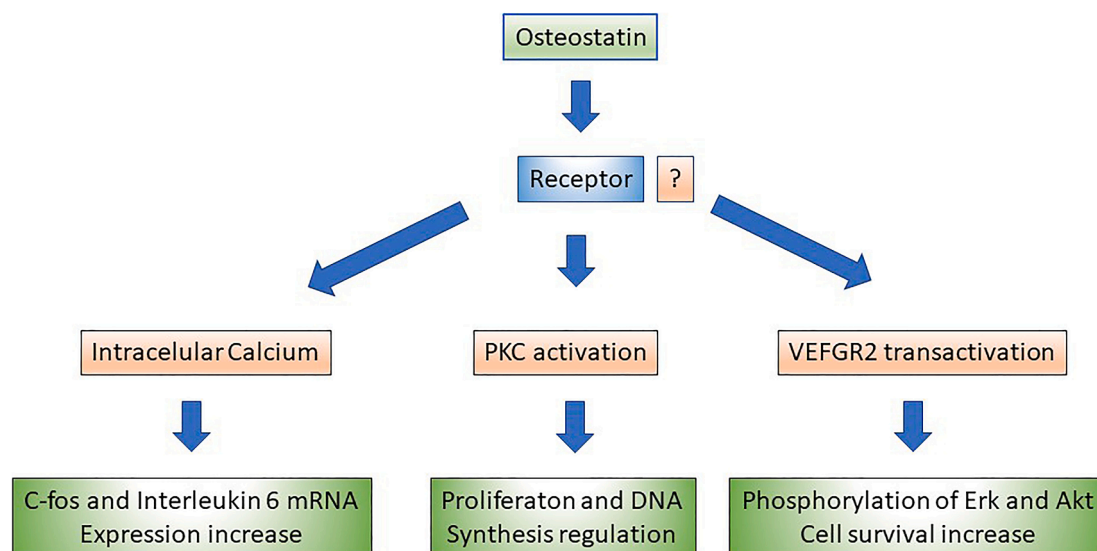 Osteostatin
Receptor ?
Intracelular Calcium
PKC activation
VEFGR2 transactivation
C-fos and Interleukin 6 mRNA
Expression increase
Proliferaton and DNA
Synthesis regulation
Phosphorylation of Erk and Akt
Cell survival increase